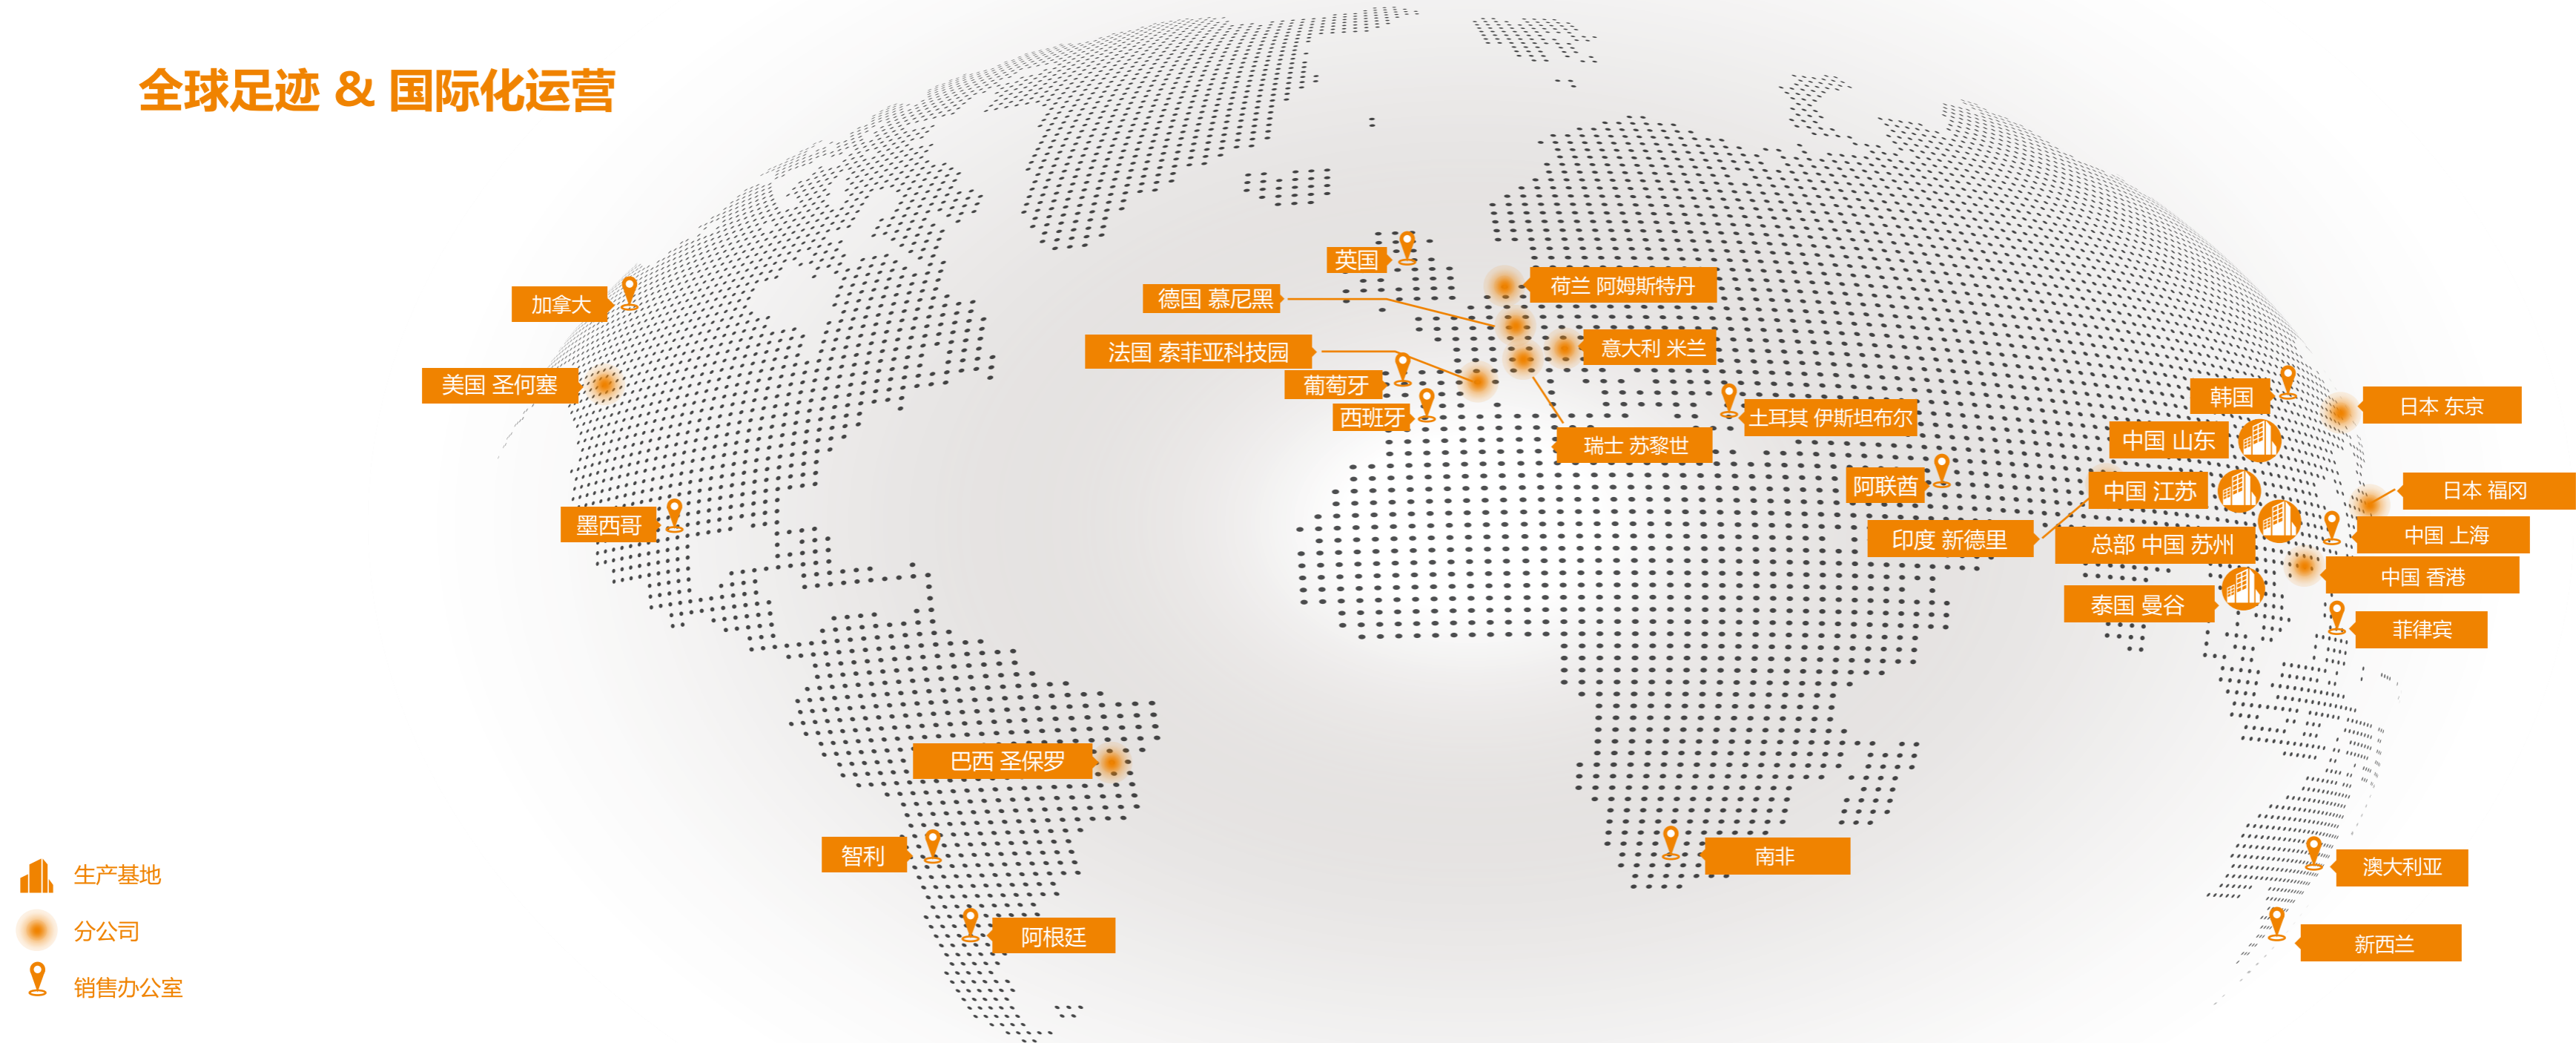 全球足迹 & 国际化运营
英国
荷兰 阿姆斯特丹
德国 慕尼黑
加拿大
意大利 米兰
法国 索菲亚科技园
美国 圣何塞
葡萄牙
韩国
日本 东京
西班牙
土耳其 伊斯坦布尔
中国 山东
瑞士 苏黎世
阿联酋
中国 江苏
日本 福冈
墨西哥
印度 新德里
总部 中国 苏州
中国 上海
中国 香港
泰国 曼谷
菲律宾
巴西 圣保罗
智利
南非
澳大利亚
生产基地
分公司
阿根廷
新西兰
销售办公室